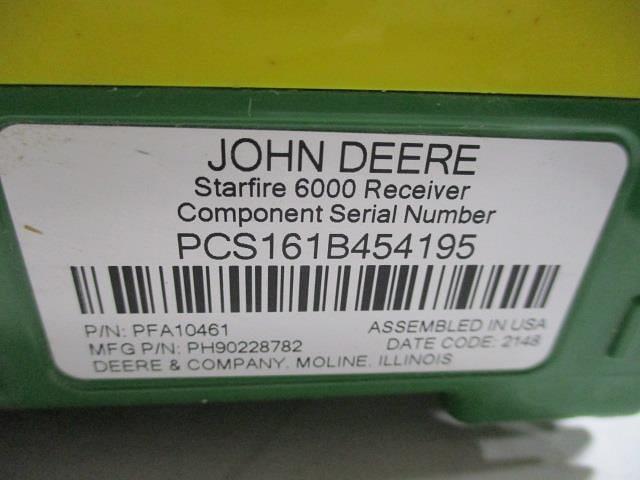 JOHN DEERE
Starfire 6000 Receiver
Component Serial Number
PCS161B454195
P/N: PFA10461
ASSEMBLED IN USA
MFG P/N: PH90228782
DATE CODE: 2148
DEERE & COMPANY. MOLINE. ILLINOIS